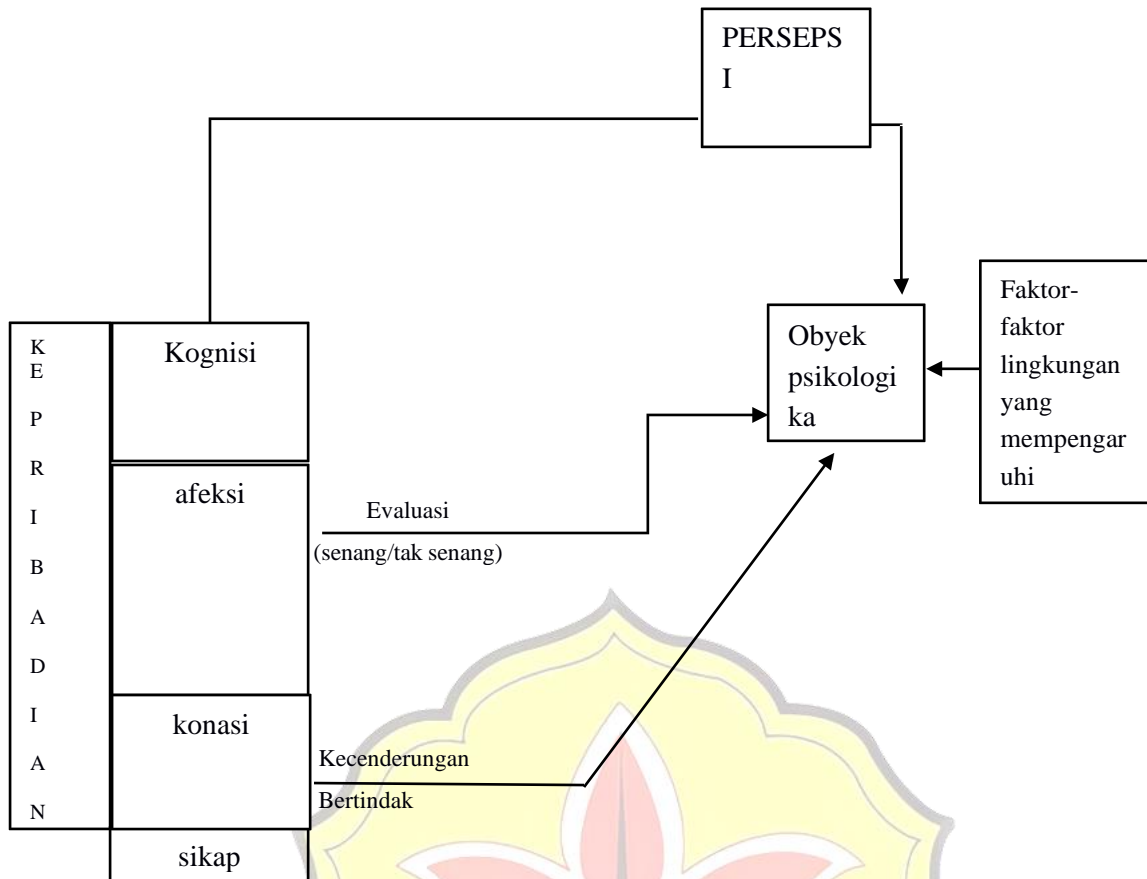 PERSEPS
I
Faktor-
faktor
lingkungan
yang
mempengar
uhi
Obyek
psikologi
ka
K
E
P
R
I
B
A
D
I
A
N
Kognisi
afeksi
Evaluasi
(senang/tak senang)
konasi
Kecenderungan
Bertindak
sikap